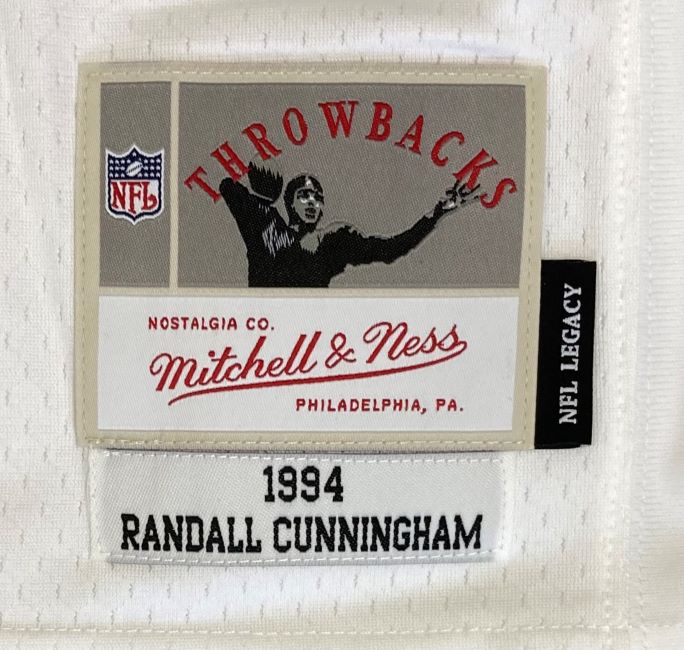 THROWBACKS
NFL
NOSTALGIA CO.
Mitchell & Ness
PHILADELPHIA, PA.
NFL LEGACY
1994
RANDALL CUNNINGHAM